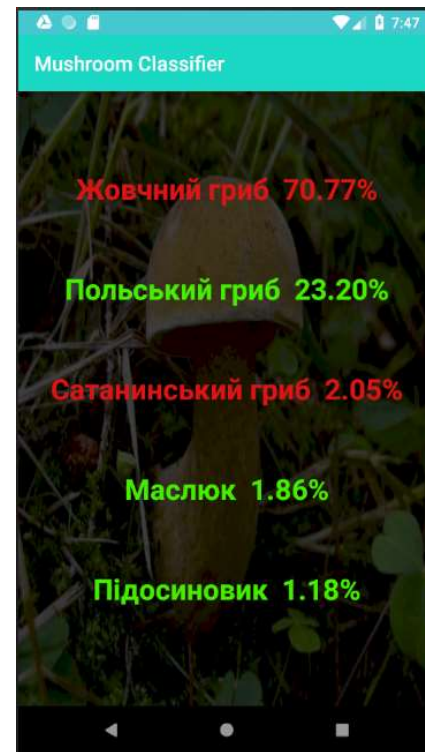 7:47
Mushroom Classifier
Жовчний гриб 70.77%
Польський гриб 23.20%
Сатанинський гриб 2.05%
Маслюк 1.86%
Підосиновик 1.18%